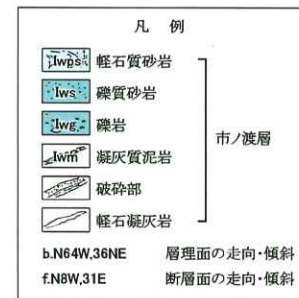 凡 例
Iwps 軽石質砂岩
Iws 礫質砂岩
Iwg 礫岩
Iwm 凝灰質泥岩
破砕部
軽石凝灰岩
市ノ渡層
b.N64W,36NE 層理面の走向・傾斜
f.N8W,31E 断層面の走向・傾斜